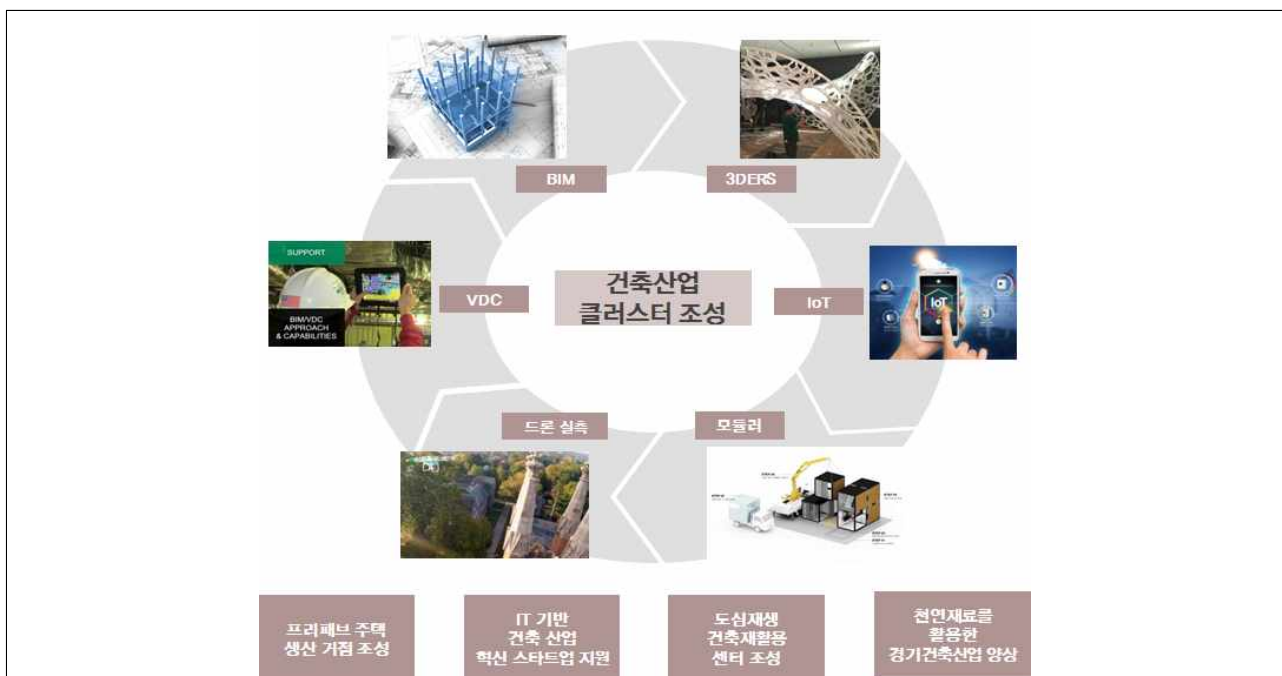 BIM
3DERS
SUPPORT
BIM/VDC
APPROACH
& CAPABILITIES
VDC
건축산업
클러스터 조성
IoT
IoT
드론 실측
모듈러
프리패브 주택
생산 거점 조성
IT 기반
건축 산업
혁신 스타트업 지원
도심재생
건축재활용
센터 조성
천연재료를
활용한
경기건축산업 양상